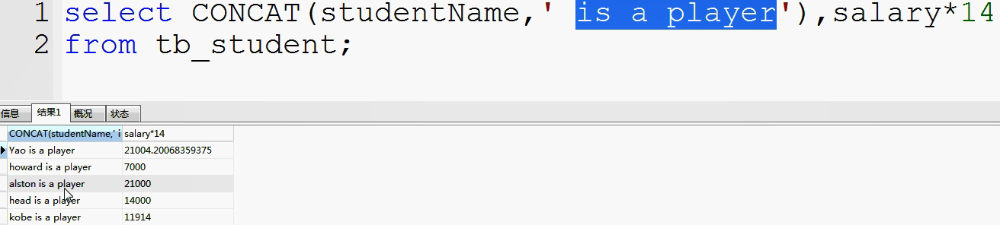 1 select CONCAT(studentName,' is a player'),salary*14
2 from tb_student;
信息 结果1 概况 状态
CONCAT(studentName,' i salary*14
Yao is a player 21004.20068359375
howard is a player 7000
alston is a player 21000
head is a player 14000
kobe is a player 11914